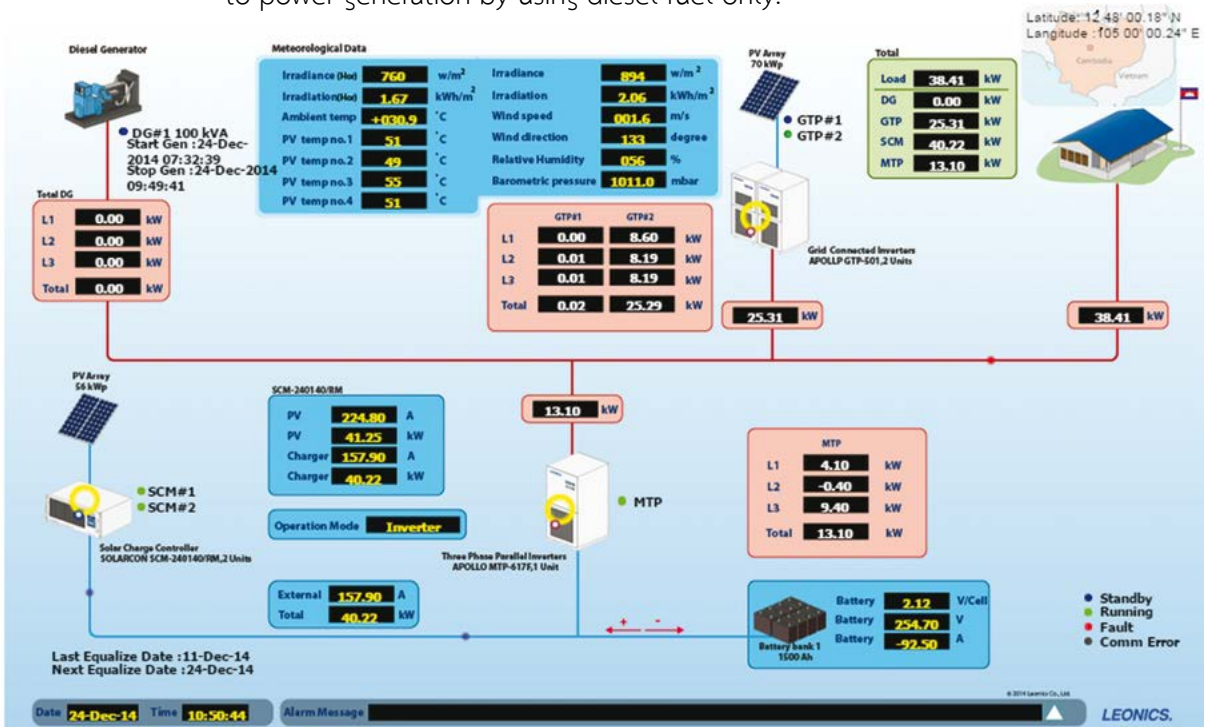 to power generation by using diesel fuel only.
Latitude: 12 48' 00.18" N
Langitude :105 00' 00.24" E
Cambodia
Vietnam
Diesel Generator
DG#1 100 kVA
Start Gen :24-Dec-
2014 07:32:39
Stop Gen :24-Dec-2014
09:49:41
Meteorological Data
Irradiance (Hor) 760 w/m²
Irradiation(Hor) 1.67 kWh/m²
Ambient temp +030.9 °C
PV temp no.1 51 °C
PV temp no.2 49 °C
PV temp no.3 55 °C
PV temp no.4 51 °C
Irradiance 894 w/m²
Irradiation 2.06 kWh/m²
Wind speed 001.6 m/s
Wind direction 133 degree
Relative Humidity 056 %
Barometric pressure 1011.0 mbar
PV Array
70 kWp
GTP#1
GTP#2
Total
Load 38.41 kW
DG 0.00 kW
GTP 25.31 kW
SCM 40.22 kW
MTP 13.10 kW
Total DG
L1 0.00 kW
L2 0.00 kW
L3 0.00 kW
Total 0.00 kW
GTP#1 GTP#2
L1 0.00 8.60 kW
L2 0.01 8.19 kW
L3 0.01 8.19 kW
Total 0.02 25.29 kW
Grid Connected Inverters
APOLLP GTP-501,2 Units
25.31 kW
38.41 kW
PV Array
56 kWp
SCM#1
SCM#2
Solar Charge Controller
SOLARCON SCM-240140/RM,2 Units
SCM-240140/RM
PV 224.80 A
PV 41.25 kW
Charger 157.90 A
Charger 40.22 kW
Operation Mode Inverter
External 157.90 A
Total 40.22 kW
13.10 kW
MTP
Three Phase Parallel Inverters
APOLLO MTP-617F,1 Unit
MTP
L1 4.10 kW
L2 -0.40 kW
L3 9.40 kW
Total 13.10 kW
+ -
Battery bank 1
1500 Ah
Battery 2.12 V/Cell
Battery 254.70 V
Battery -92.50 A
Standby
Running
Fault
Comm Error
Last Equalize Date :11-Dec-14
Next Equalize Date :24-Dec-14
© 2014 Leonics Co., Ltd.
Date 24-Dec-14 Time 10:50:44 Alarm Message
LEONICS.